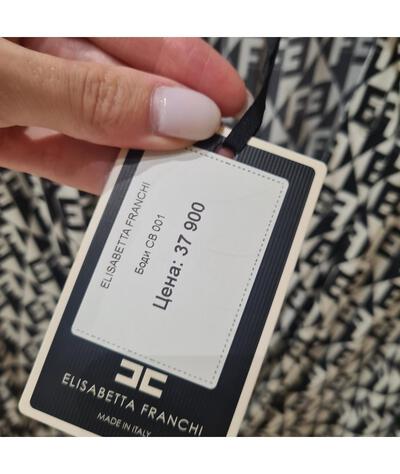 ELISABETTA FRANCHI
Боди CB 001
Цена: 37 900
ELISABETTA FRANCHI
MADE IN ITALY